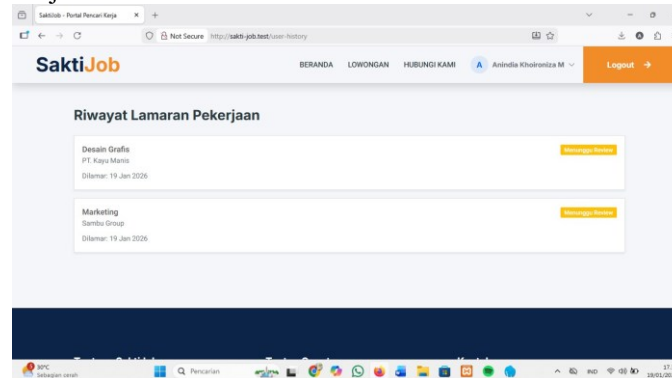 SaktiJob - Portal Pencari Kerja
Not Secure http://sakti-job.test/user-history
SaktiJob
BERANDA LOWONGAN HUBUNGI KAMI A Anindia Khoironiza M Logout →
Riwayat Lamaran Pekerjaan
Desain Grafis
Menunggu Review
PT. Kayu Manis
Dilamar: 19 Jan 2026
Marketing
Menunggu Review
Sambu Group
Dilamar: 19 Jan 2026
30°C
Sebagian cerah
Pencarian
IND